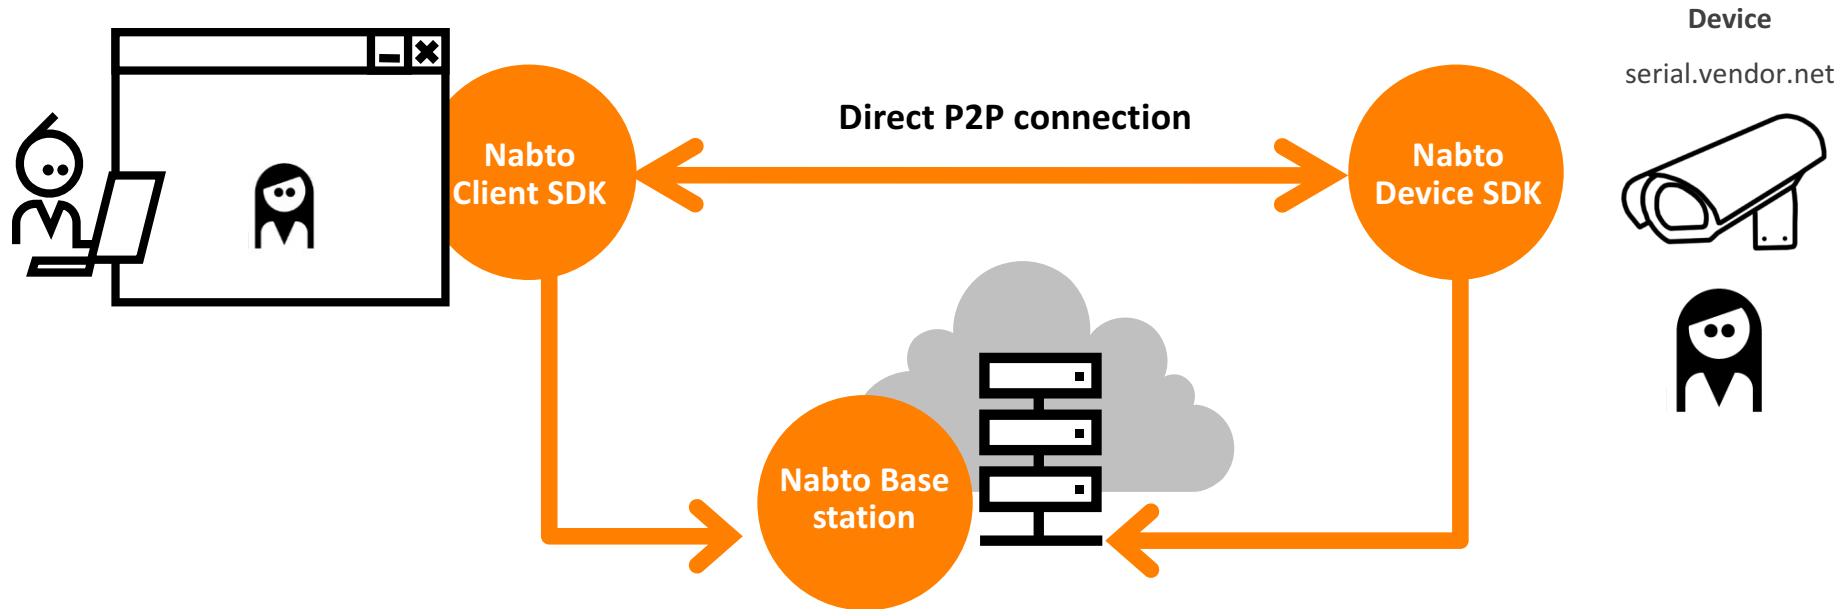 Device
serial.vendor.net
Direct P2P connection
Nabto
Client SDK
Nabto
Device SDK
Nabto Base
station